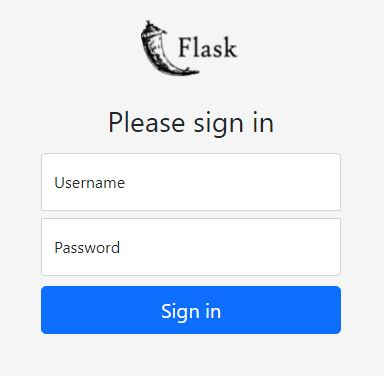 Flask
Please sign in
Username
Password
Sign in